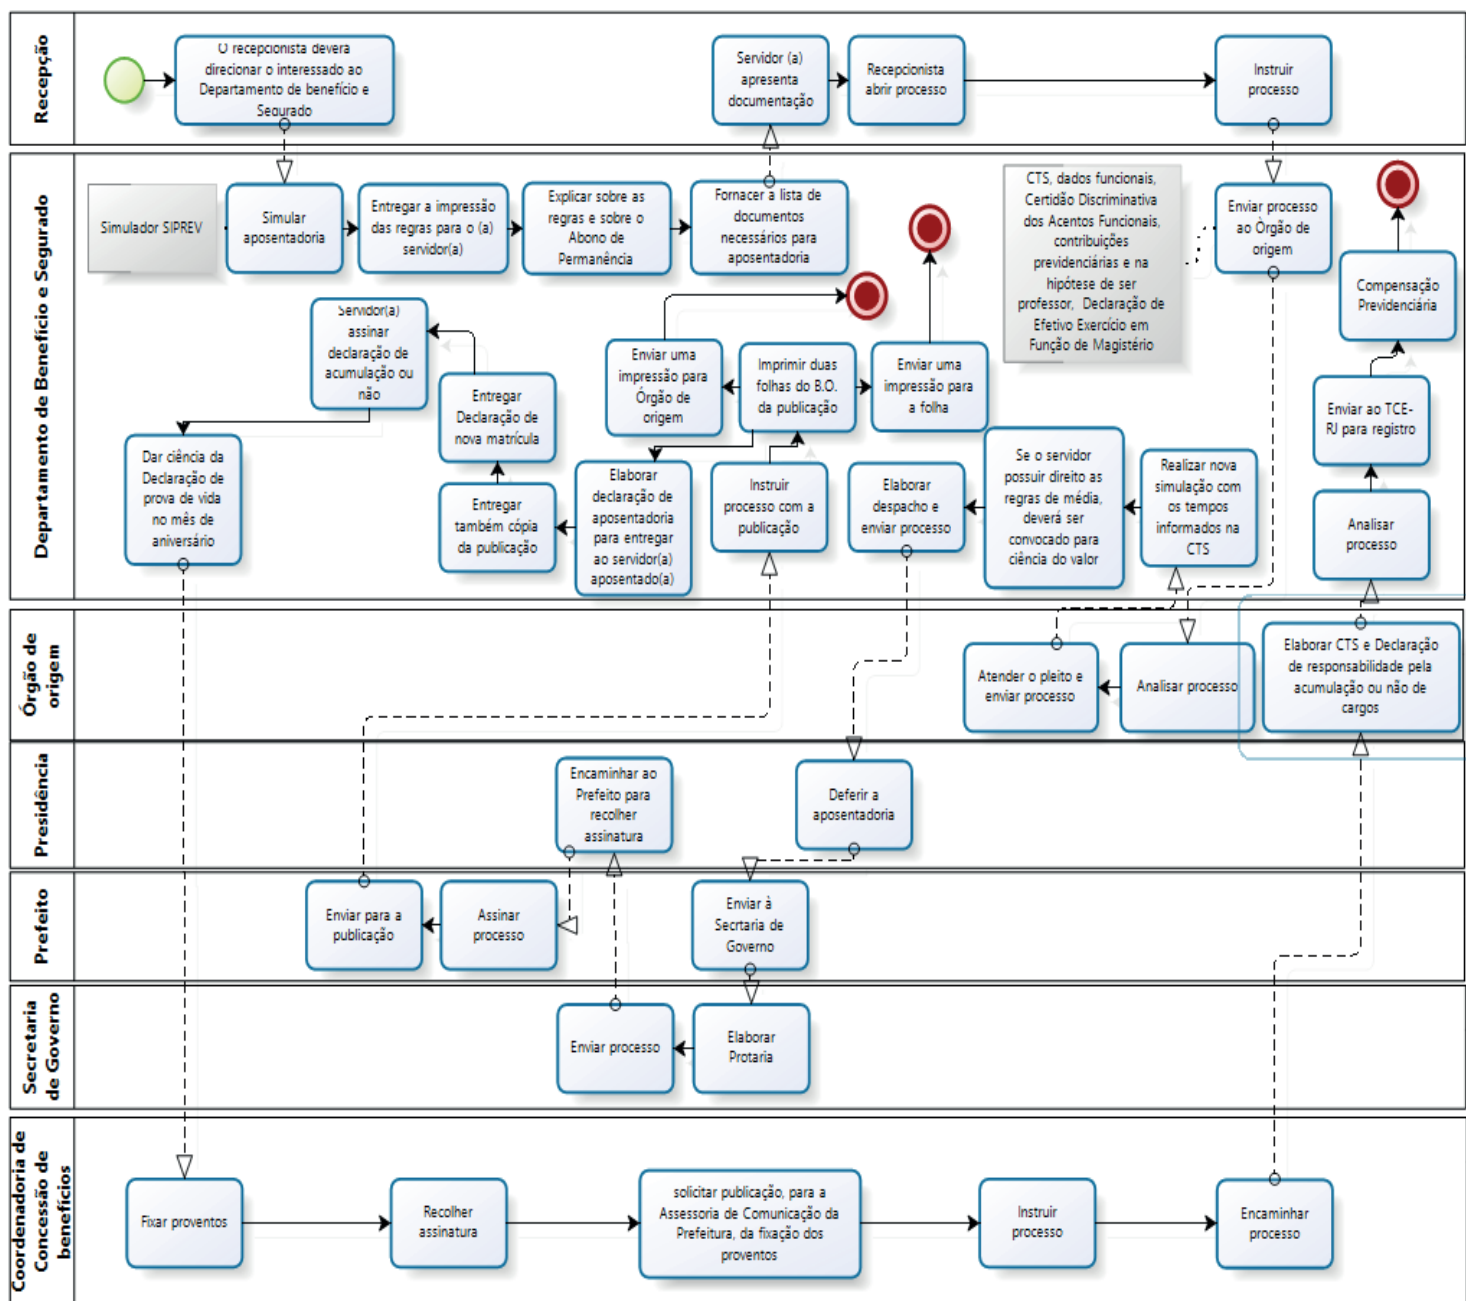 Recepção
O recepcionista devera
direcionar o interessado ao
Departamento de benefício e
Segurado
Servidor (a)
apresenta
documentação
Recepcionista
abrir processo
Instruir
processo
Departamento de Benefício e Segurado
Simulador SIPREV
Simular
aposentadoria
Entregar a impressão
das regras para o (a)
servidor(a)
Explicar sobre as
regras e sobre o
Abono de
Permanência
Fornacer a lista de
documentos
necessários para
aposentadoria
CTS, dados funcionais,
Certidão Discriminativa
dos Acentos Funcionais,
contribuições
previdenciárias e na
hipótese de ser
professor, Declaração de
Efetivo Exercício em
Função de Magistério
Enviar processo
ao Òrgão de
origem
Compensação
Previdenciária
Servidor(a)
assinar
declaração de
acumulação ou
não
Entregar
Declaração de
nova matrícula
Enviar uma
impressão para
Órgão de
origem
Imprimir duas
folhas do B.O.
da publicação
Enviar uma
impressão para
a folha
Enviar ao TCE-
RJ para registro
Dar ciência da
Declaração de
prova de vida
no mês de
aniversário
Entregar
também cópia
da publicação
Elaborar
declaração de
aposentadoria
para entregar
ao servidor(a)
aposentado(a)
Instruir
processo com a
publicação
Elaborar
despacho e
enviar processo
Se o servidor
possuir direito as
regras de média,
deverá ser
convocado para
ciência do valor
Realizar nova
simulação com
os tempos
informados na
CTS
Analisar
processo
Órgão de
origem
Atender o pleito e
enviar processo
Analisar processo
Elaborar CTS e Declaração
de responsabilidade pela
acumulação ou não de
cargos
Presidência
Encaminhar ao
Prefeito para
recolher
assinatura
Deferir a
aposentadoria
Prefeito
Enviar para a
publicação
Assinar
processo
Enviar à
Secrtaria de
Governo
Secretaria
de Governo
Enviar processo
Elaborar
Protaria
Coordenadoria de
Concessão de
benefícios
Fixar proventos
Recolher
assinatura
solicitar publicação, para a
Assessoria de Comunicação da
Prefeitura, da fixação dos
proventos
Instruir
processo
Encaminhar
processo